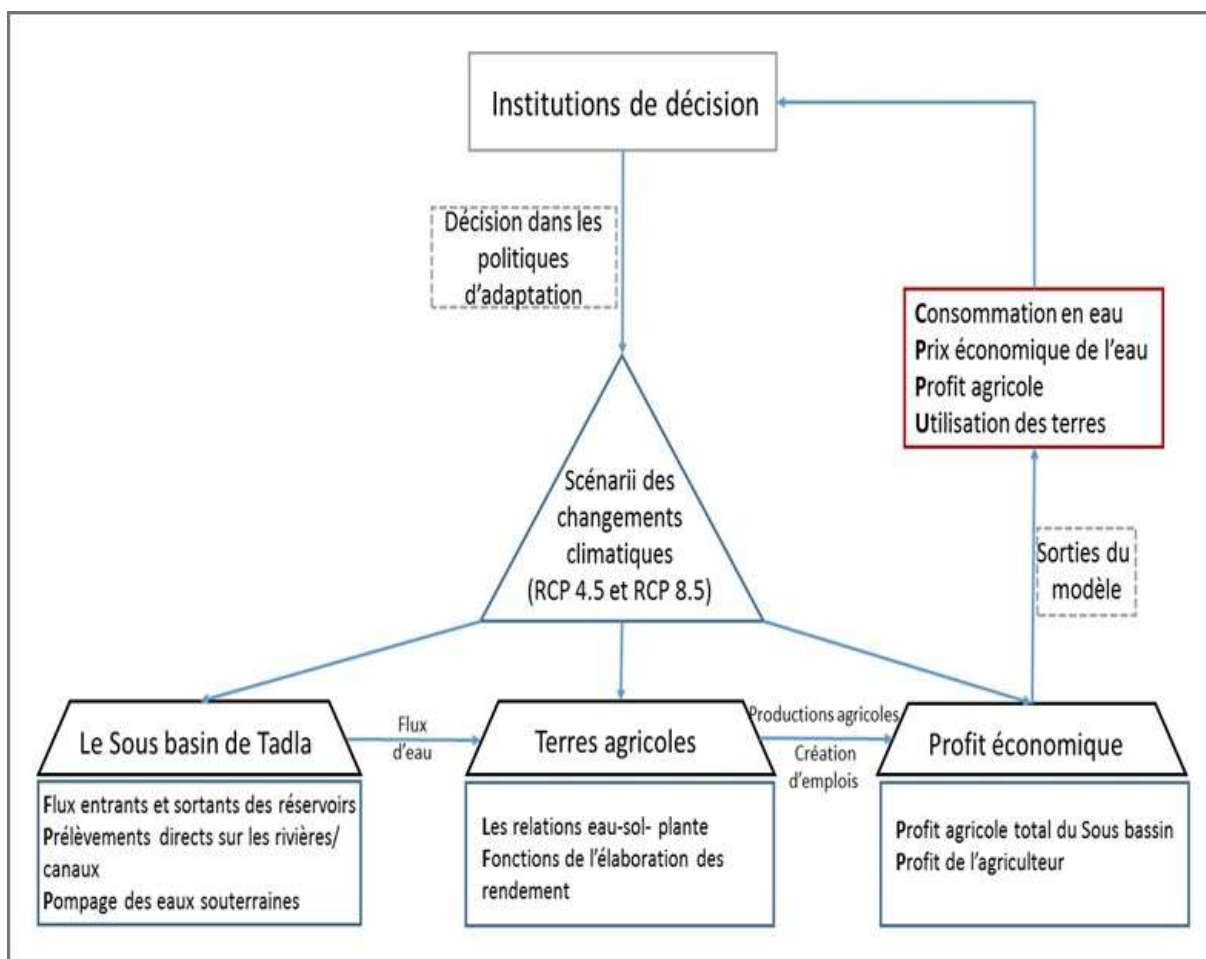 Institutions de décision
Décision dans les
politiques
d'adaptation
Consommation en eau
Prix économique de l'eau
Profit agricole
Utilisation des terres
Scénarii des
changements
climatiques
(RCP 4.5 et RCP 8.5)
Sorties du
modèle
Le Sous basin de Tadla
Flux
d'eau
Terres agricoles
Productions agricoles
Création
d'emplois
Profit économique
Flux entrants et sortants des réservoirs
Prélèvements directs sur les rivières/
canaux
Pompage des eaux souterraines
Les relations eau-sol- plante
Fonctions de l'élaboration des
rendement
Profit agricole total du Sous bassin
Profit de l'agriculteur